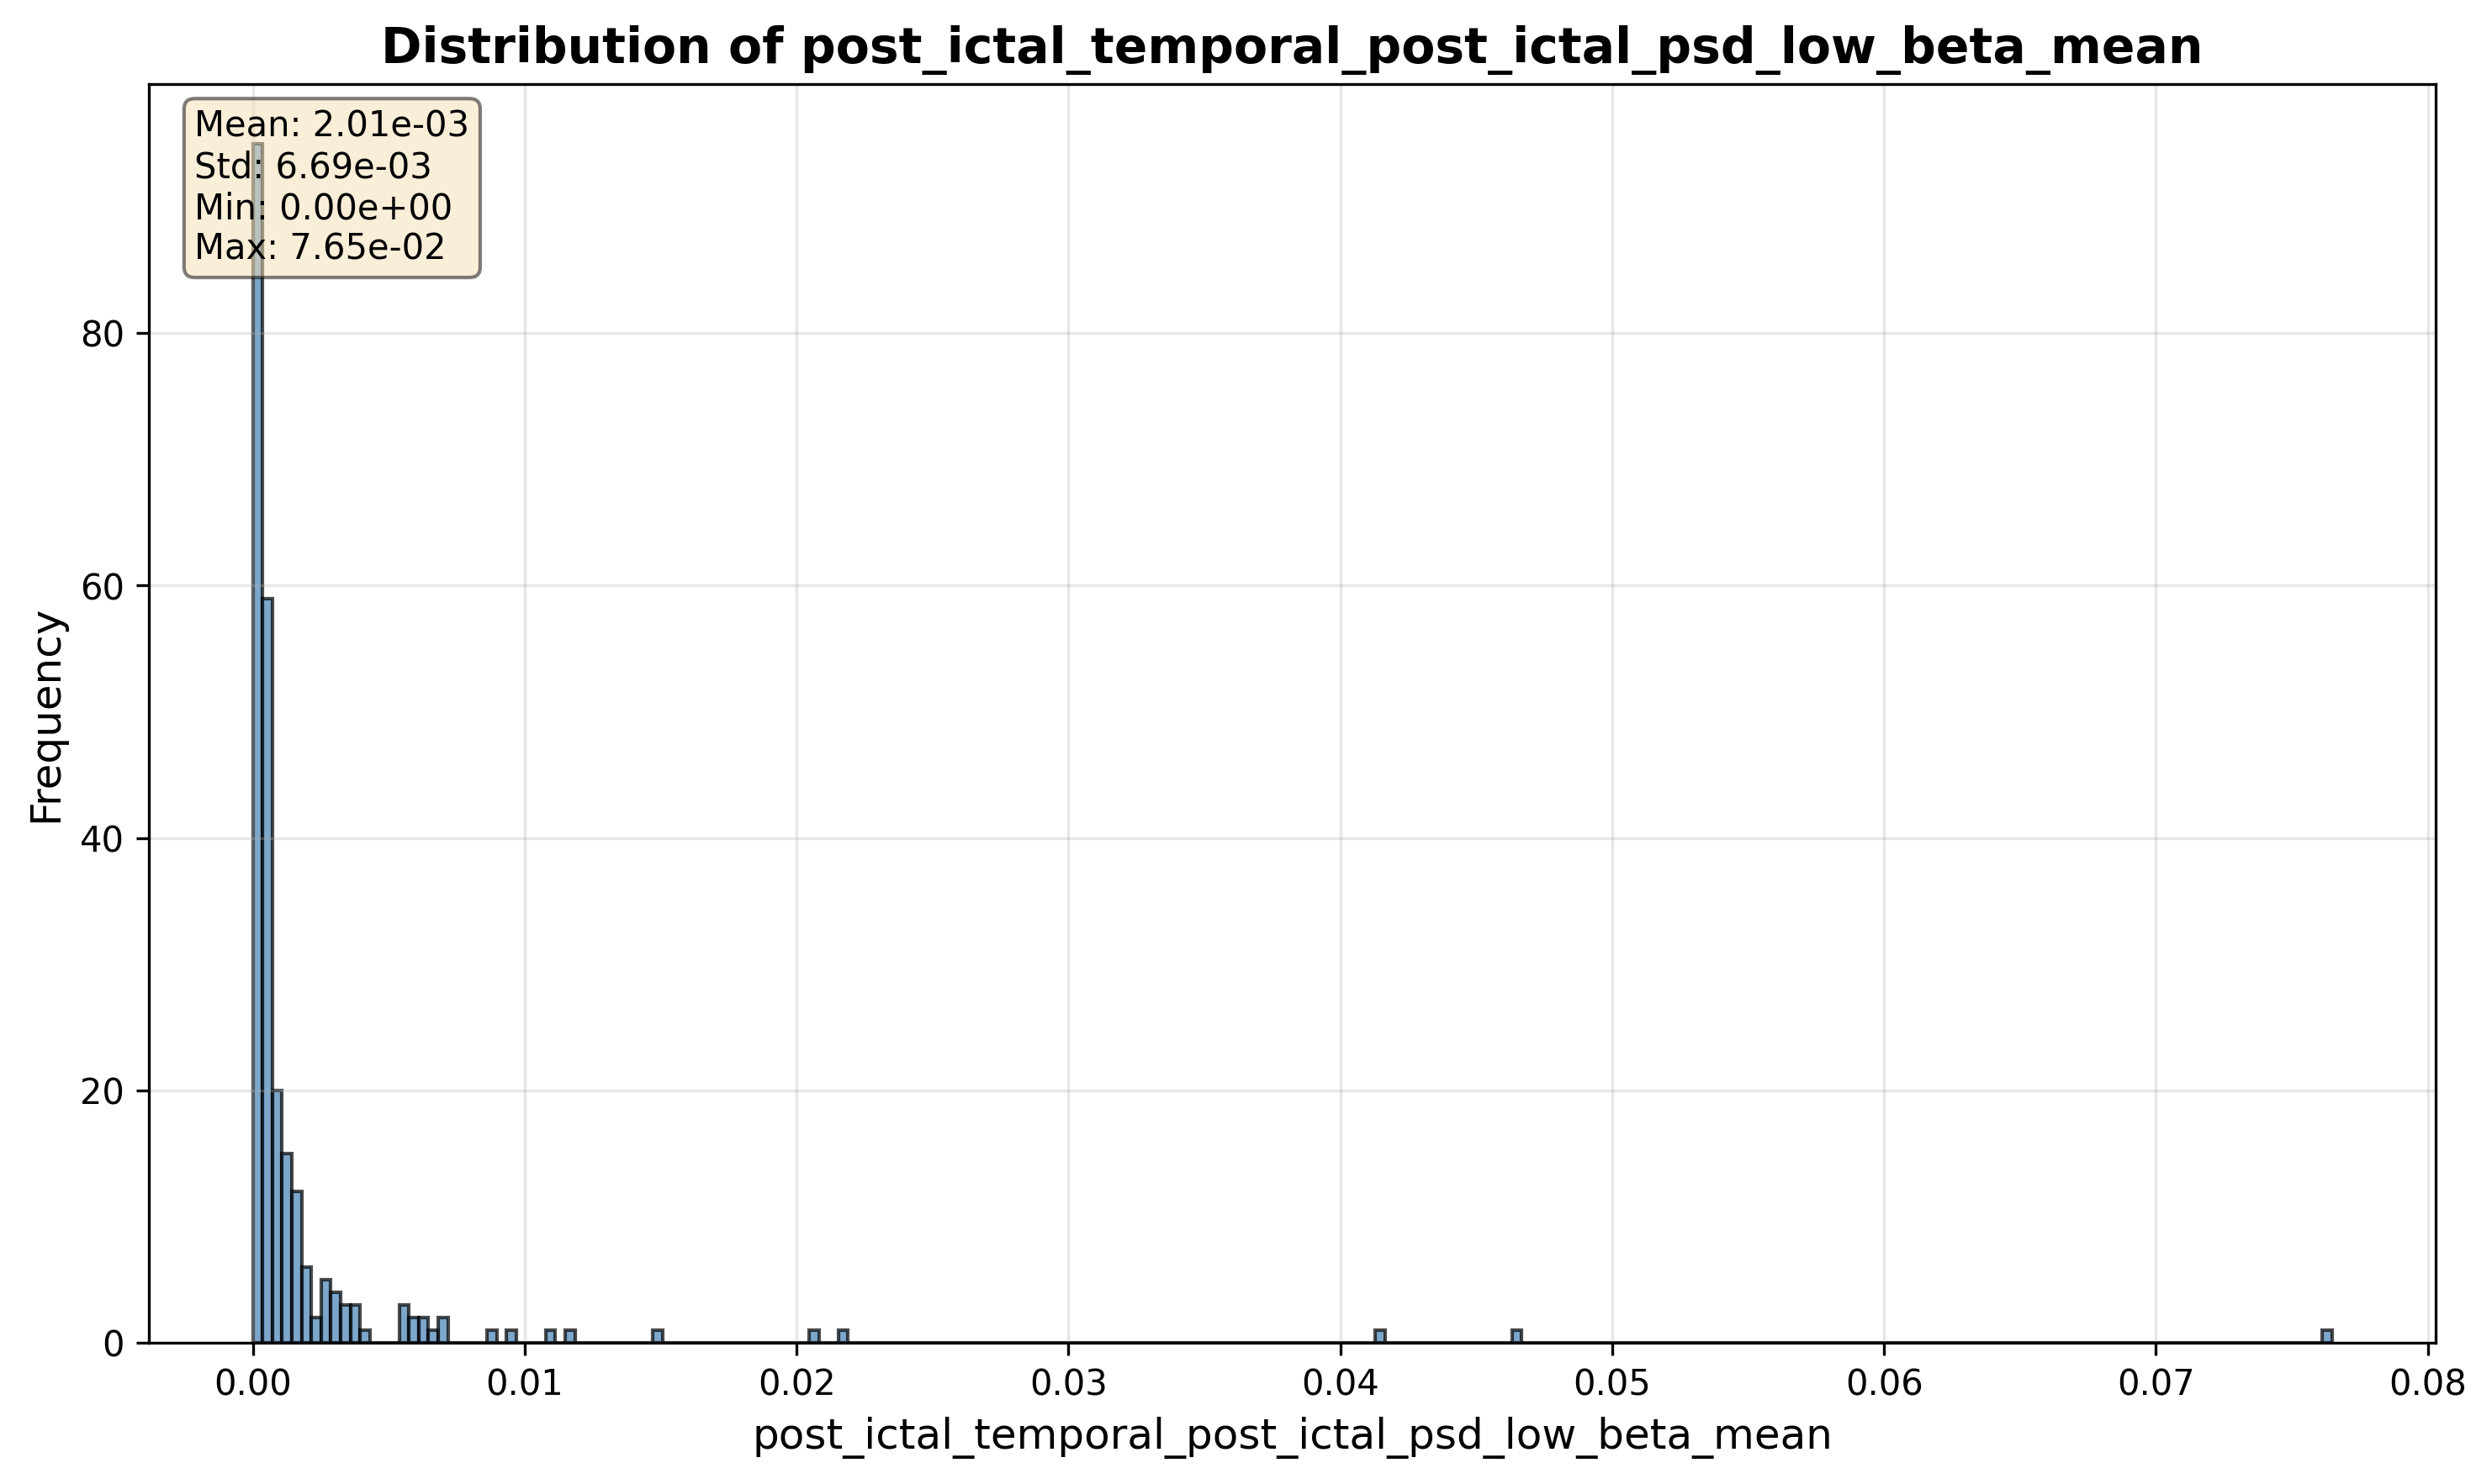 Distribution of post_ictal_temporal_post_ictal_psd_low_beta_mean
Mean: 2.01e-03
Std: 6.69e-03
Min: 0.00e+00
Max: 7.65e-02
80
60
40
20
0
Frequency
0.00 0.01 0.02 0.03 0.04 0.05 0.06 0.07 0.08
post_ictal_temporal_post_ictal_psd_low_beta_mean